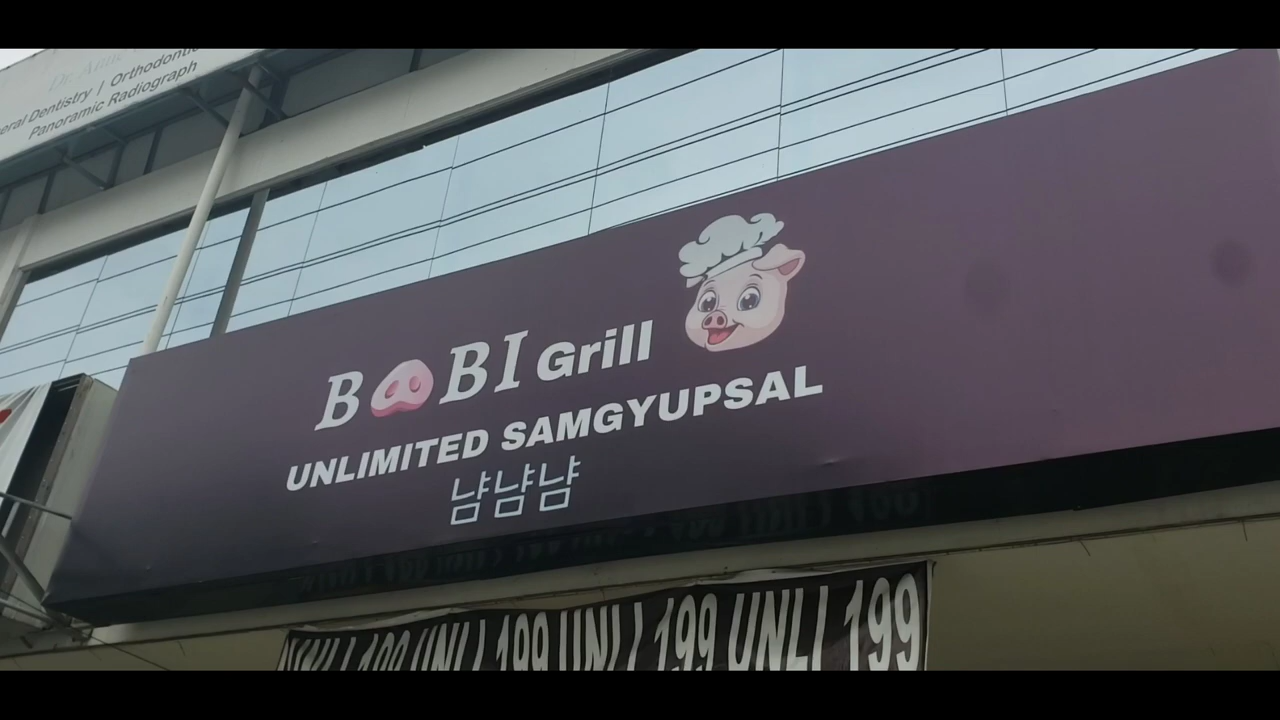 Orthodontic
Dentistry |
Panoramic Radiograph
BOBI Grill
UNLIMITED SAMGYUPSAL
냠냠냠
UNLI 199 UNLI 199 UNLI 199 UNLI 199